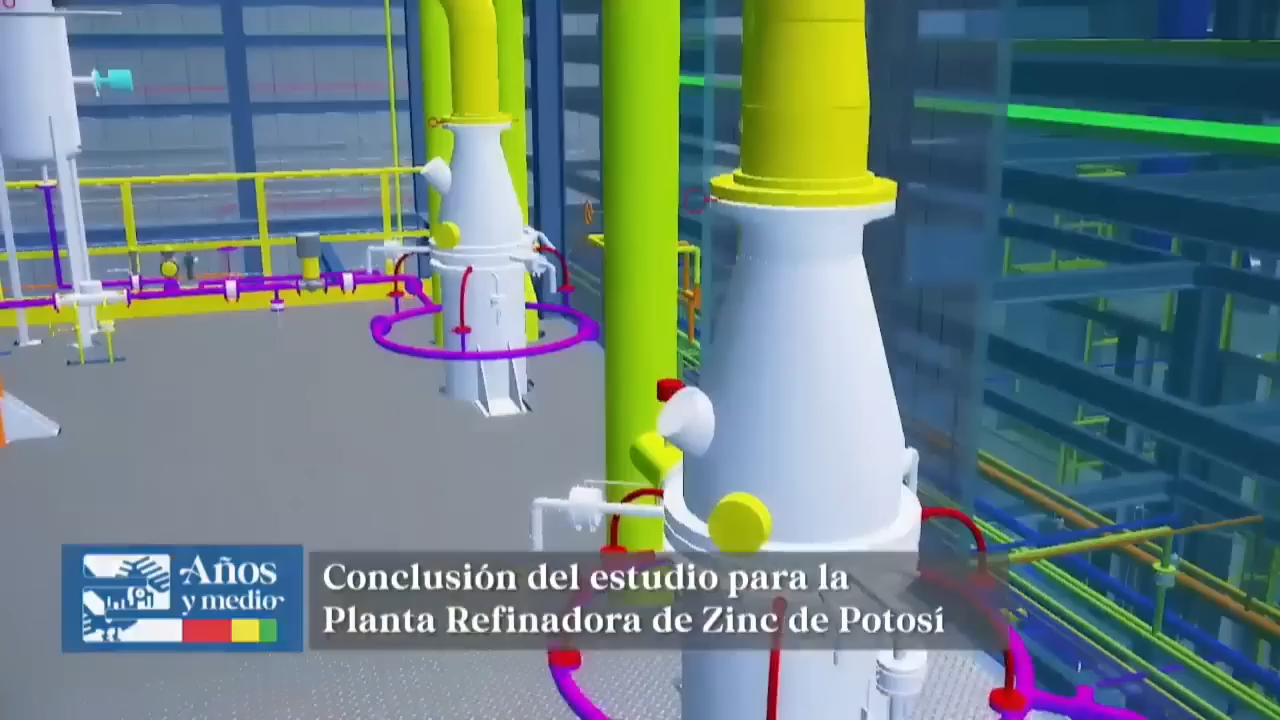 Años
y medio
Conclusión del estudio para la
Planta Refinadora de Zinc de Potosí